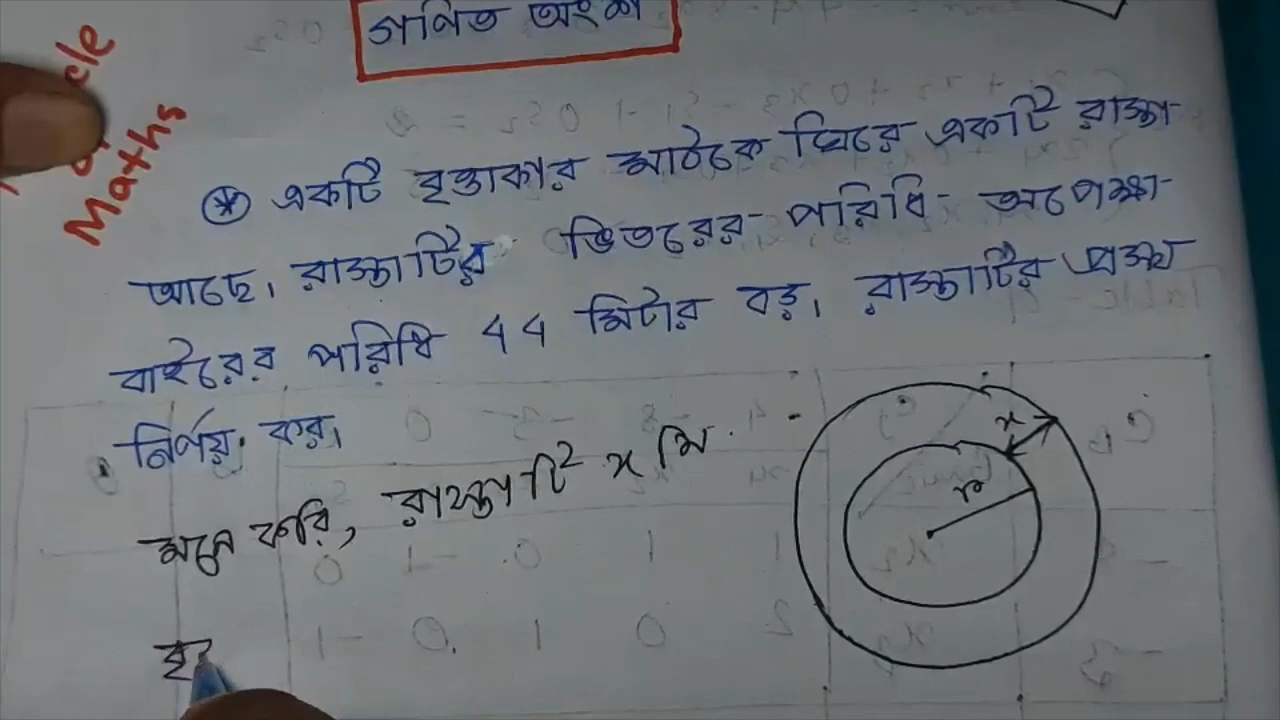 গণিত অংশ
Maths
* একটি বৃত্তাকার মাঠকে ঘিরে একটি রাস্তা
আছে। রাস্তাটির ভিতরের পরিধি অপেক্ষা
বাইরের পরিধি 44 মিটার বড়। রাস্তাটির প্রস্থ
নির্ণয় কর।
মনে করি, রাস্তাটি x মি
x
r